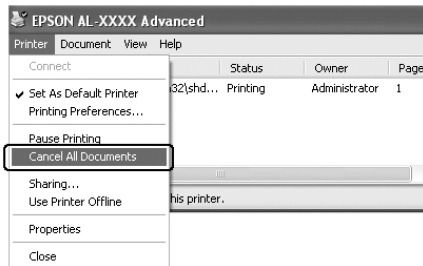 EPSON AL-XXXX Advanced
Printer Document View Help
Connect
Status Owner Page
✓ Set As Default Printer
n32\shd... Printing Administrator 1
Printing Preferences...
Pause Printing
Cancel All Documents
Sharing...
Use Printer Offline
his printer.
Properties
Close